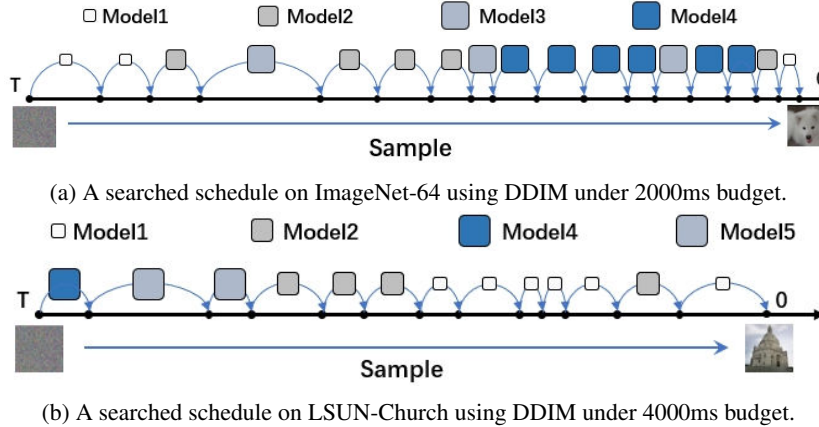 Model1 Model2 Model3 Model4
T 0
Sample
(a) A searched schedule on ImageNet-64 using DDIM under 2000ms budget.
Model1 Model2 Model4 Model5
T 0
Sample
(b) A searched schedule on LSUN-Church using DDIM under 4000ms budget.